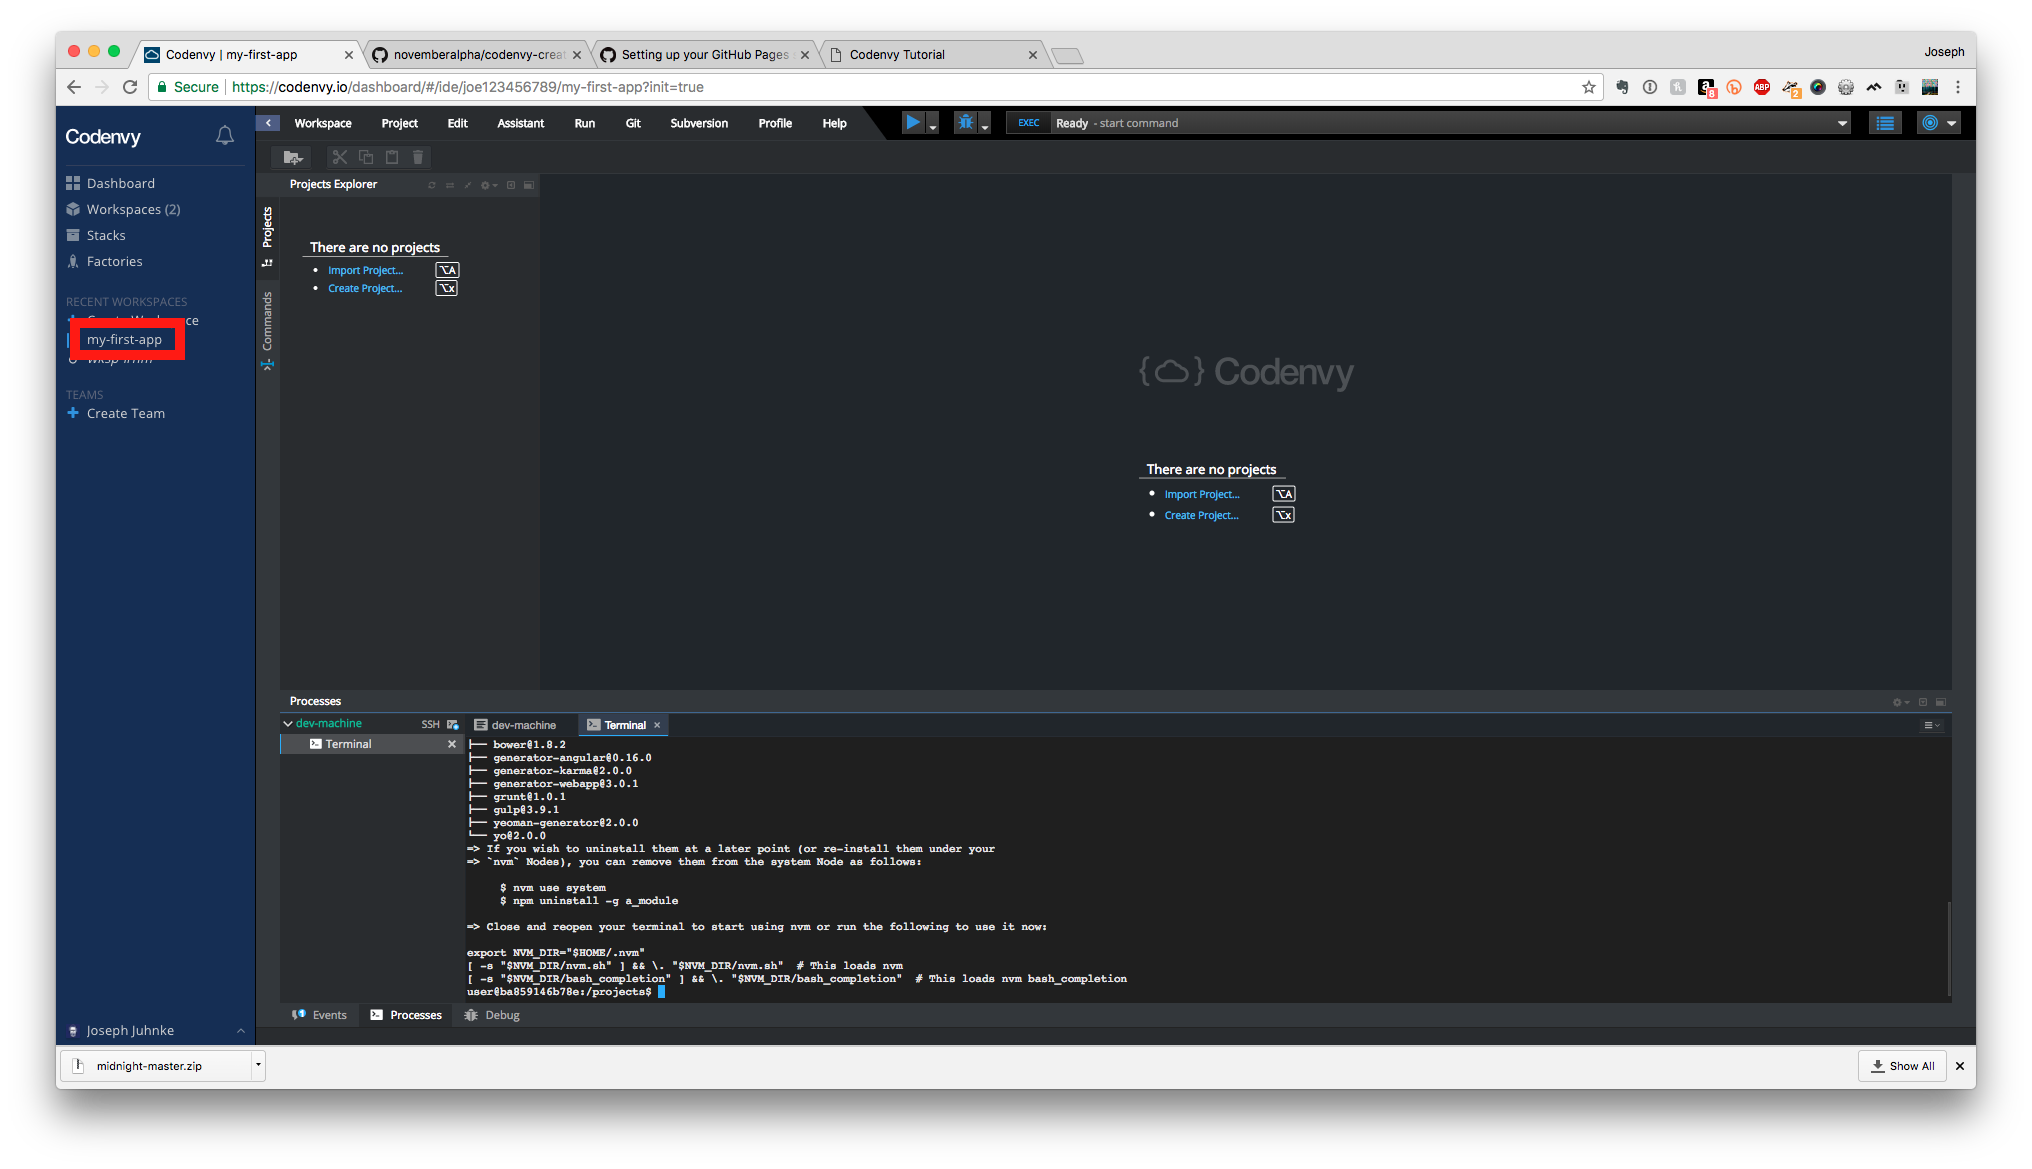 Codenvy | my-first-app
novemberalpha/codenvy-creat
Setting up your GitHub Pages
Codenvy Tutorial
Joseph
Secure
https://codenvy.io/dashboard/#/ide/joe123456789/my-first-app?init=true
8
ABP
2
Codenvy
Workspace Project Edit Assistant Run Git Subversion Profile Help
EXEC Ready - start command
Dashboard
Workspaces (2)
Stacks
Factories
RECENT WORKSPACES
my-first-app
TEAMS
Create Team
Joseph Juhnke
Projects
Commands
Projects Explorer
There are no projects
Import Project... ⌥A
Create Project... ⌥X
{ } Codenvy
There are no projects
Import Project... ⌥A
Create Project... ⌥X
Processes
dev-machine SSH
Terminal
dev-machine
Terminal
├── bower@1.8.2
├── generator-angular@0.16.0
├── generator-karma@2.0.0
├── generator-webapp@3.0.1
├── grunt@1.0.1
├── gulp@3.9.1
├── yeoman-generator@2.0.0
└── yo@2.0.0
=> If you wish to uninstall them at a later point (or re-install them under your
=> `nvm` Nodes), you can remove them from the system Node as follows:
$ nvm use system
$ npm uninstall -g a_module
=> Close and reopen your terminal to start using nvm or run the following to use it now:
export NVM_DIR="$HOME/.nvm"
[ -s "$NVM_DIR/nvm.sh" ] && \. "$NVM_DIR/nvm.sh"  # This loads nvm
[ -s "$NVM_DIR/bash_completion" ] && \. "$NVM_DIR/bash_completion"  # This loads nvm bash_completion
user@ba859146b78e:/projects$
Events
Processes
Debug
midnight-master.zip
Show All